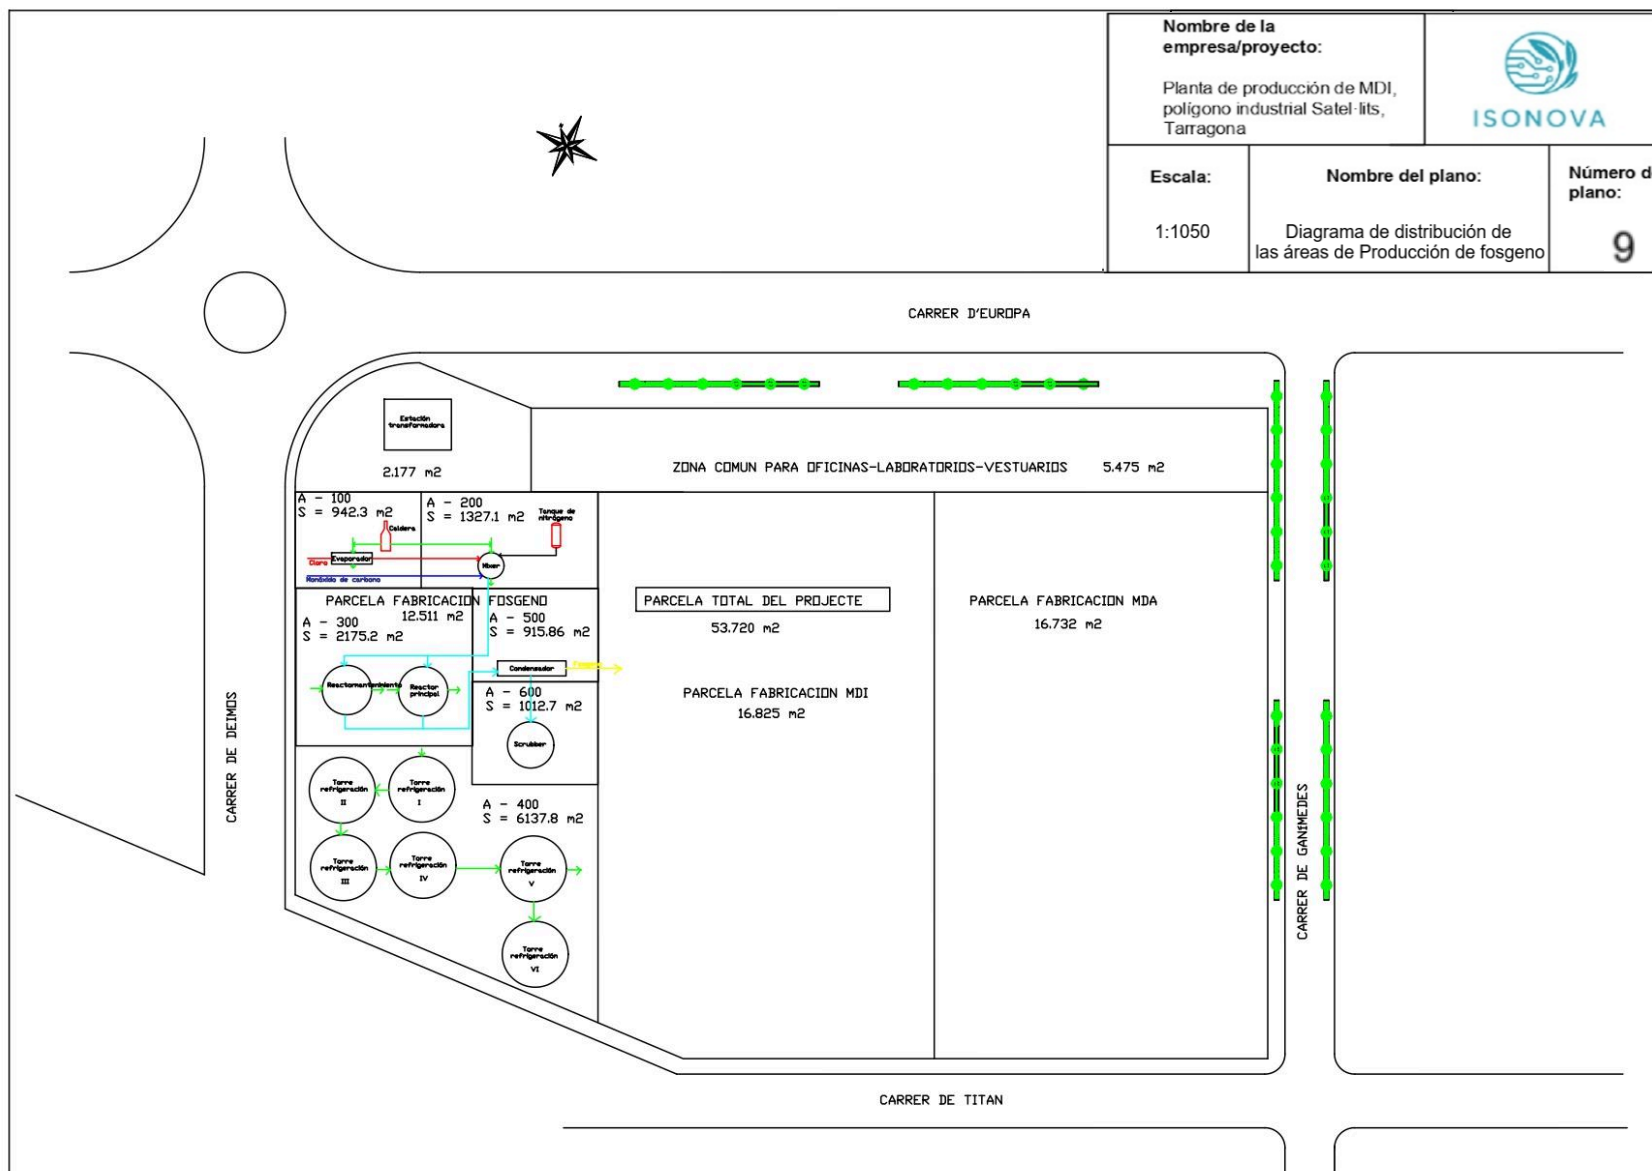 Nombre de la
empresa/proyecto:
Planta de producción de MDI,
polígono industrial Satel·lits,
Tarragona
ISONOVA
Escala:
1:1050
Nombre del plano:
Diagrama de distribución de
las áreas de Producción de fosgeno
Número d
plano:
9
CARRER D'EUROPA
Estación
transformadora
2.177 m2
ZONA COMUN PARA OFICINAS-LABORATORIOS-VESTUARIOS 5.475 m2
A - 100
S = 942.3 m2
Caldera
Evaporador
Cloro
Monóxido de carbono
A - 200
S = 1327.1 m2
Tanque de
nitrógeno
Mixer
PARCELA FABRICACION FOSGENO
12.511 m2
A - 300
S = 2175.2 m2
Reactor mantenimiento
Reactor
principal
A - 500
S = 915.86 m2
Condensador
Fosgeno
A - 600
S = 1012.7 m2
Scrubber
PARCELA TOTAL DEL PROJECTE
53.720 m2
PARCELA FABRICACION MDI
16.825 m2
PARCELA FABRICACION MDA
16.732 m2
Torre
refrigeración
II
Torre
refrigeración
I
A - 400
S = 6137.8 m2
Torre
refrigeración
III
Torre
refrigeración
IV
Torre
refrigeración
V
Torre
refrigeración
VI
CARRER DE DEIMOS
CARRER DE GANIMEDES
CARRER DE TITAN